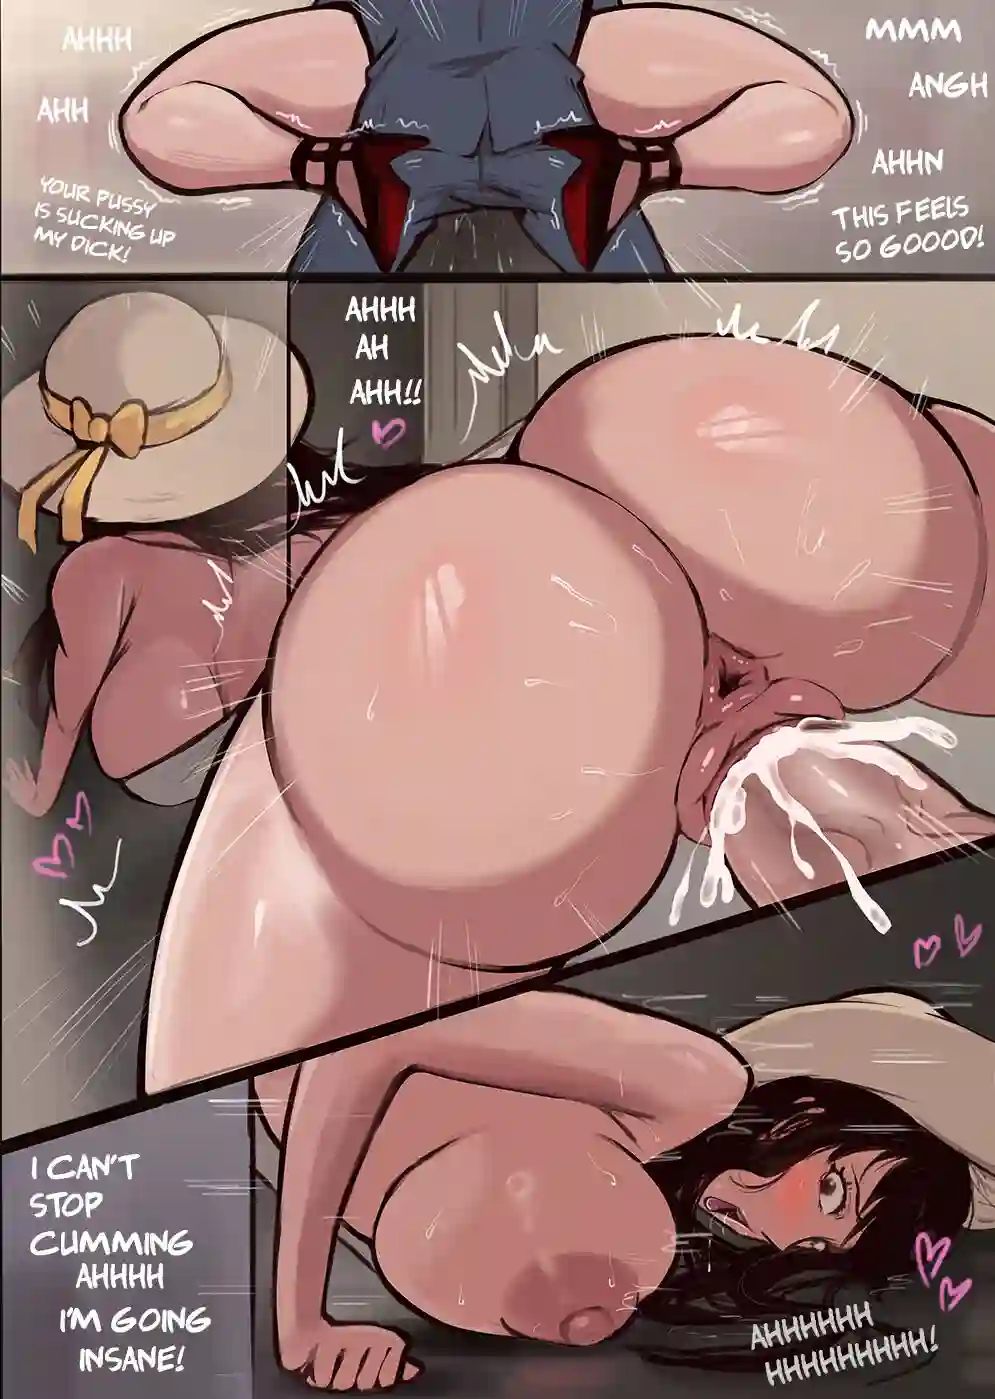 AHHH
AHH
YOUR PUSSY
IS SUCKING UP
MY DICK!
MMM
ANGH
AHHN
THIS FEELS
SO GOOOD!
AHHH
AH
AHH!!
I CAN'T
STOP
CUMMING
AHHHH
I'M GOING
INSANE!
AHHHHHH
HHHHHHHHH!